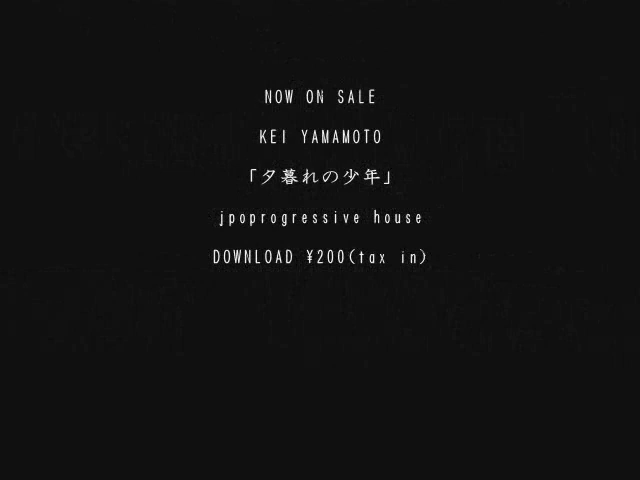 NOW ON SALE
KEI YAMAMOTO
「夕暮れの少年」
jpoprogressive house
DOWNLOAD ¥200(tax in)